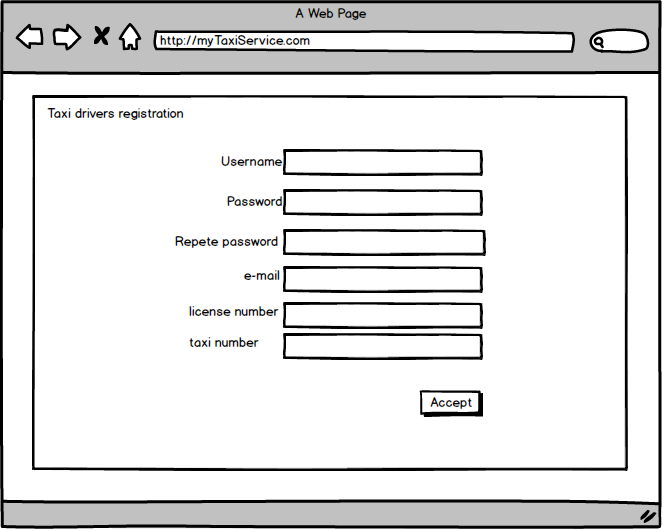 A Web Page
http://myTaxiService.com
Taxi drivers registration
Username
Password
Repete password
e-mail
license number
taxi number
Accept